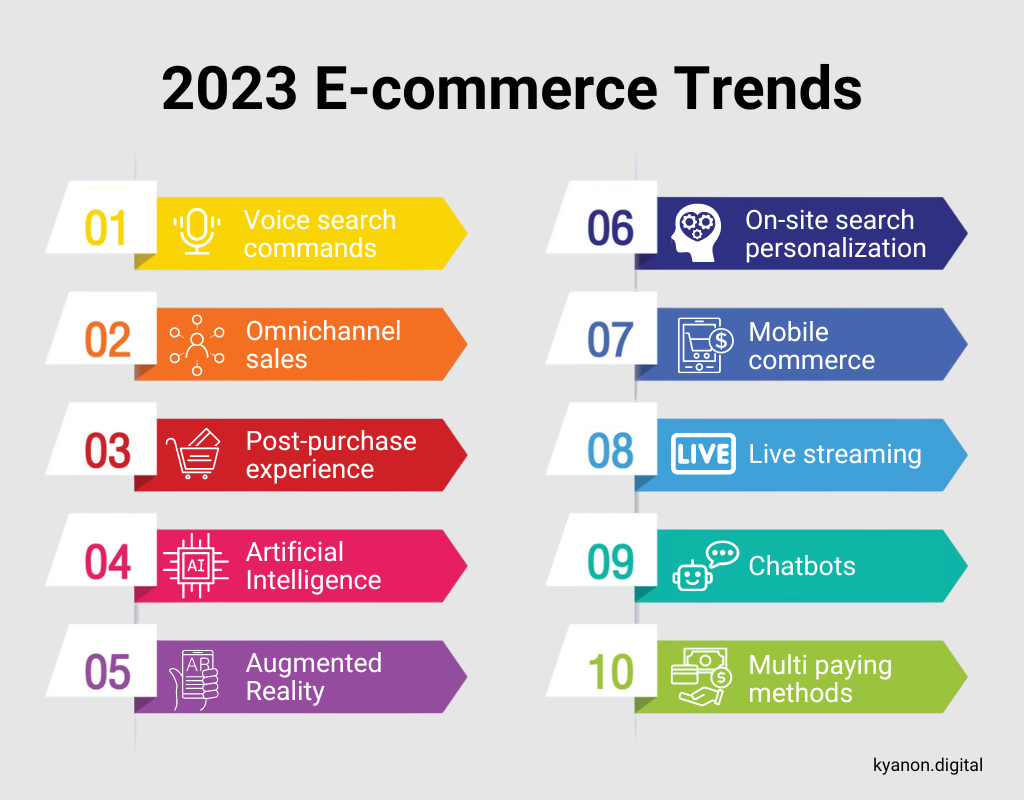 2023 E-commerce Trends
01
Voice search
commands
02
Omnichannel
sales
03
Post-purchase
experience
04
AI
Artificial
Intelligence
05
AR
Augmented
Reality
06
On-site search
personalization
07
$
Mobile
commerce
08
LIVE
Live streaming
09
Chatbots
10
$
Multi paying
methods
kyanon.digital